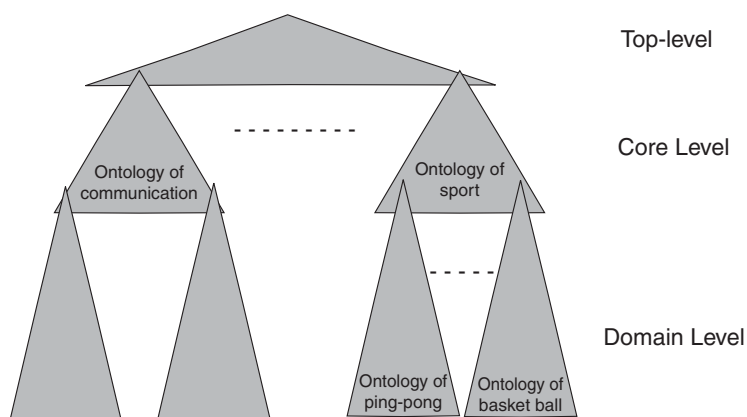 Top-level
Core Level
Ontology of
communication
Ontology of
sport
Domain Level
Ontology of
ping-pong
Ontology of
basket ball